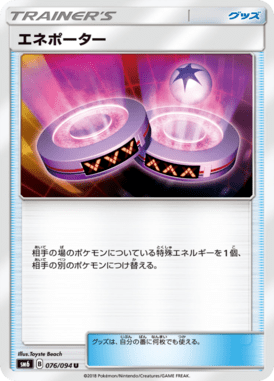 TRAINER'S
グッズ
エネポーター
相手の場のポケモンについている特殊エネルギーを1個、
相手の別のポケモンにつけ替える。
Illus.Toyste Beach
グッズは、自分の番に何枚でも使える。
sm6 076/094 U
©2018 Pokémon/Nintendo/Creatures/GAME FREAK.